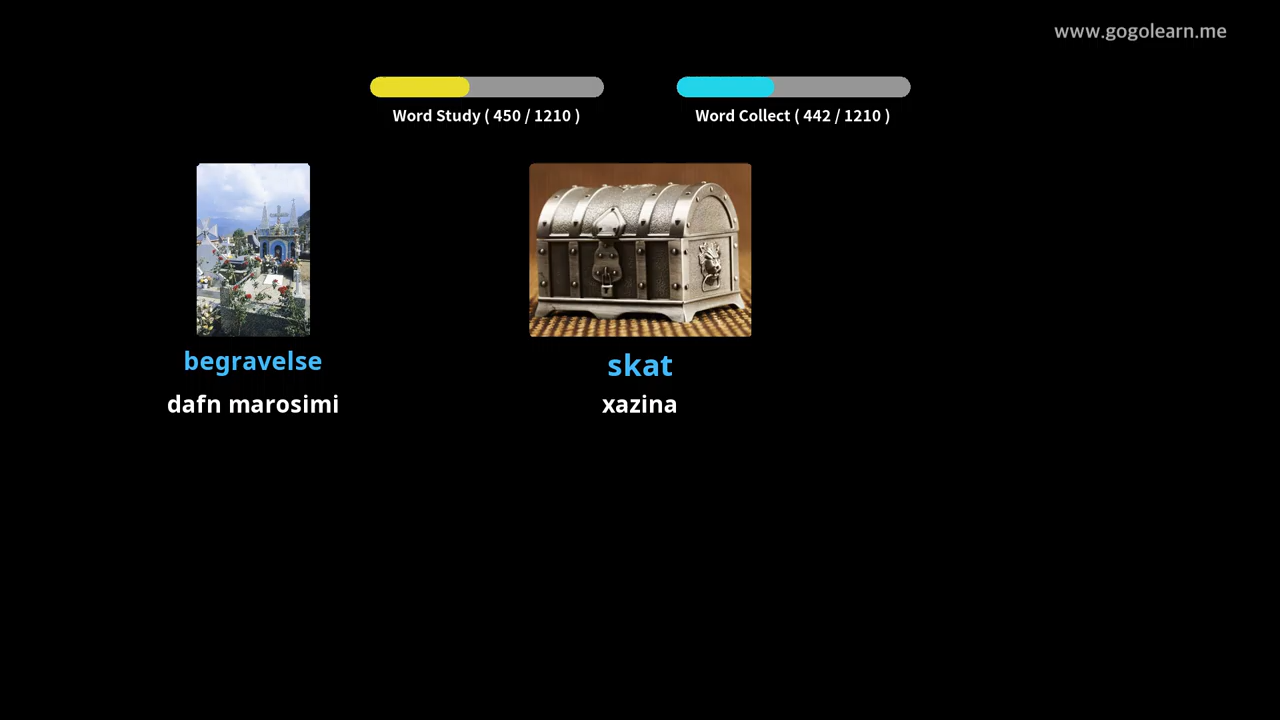 www.gogolearn.me
Word Study ( 450 / 1210 )
Word Collect ( 442 / 1210 )
begravelse
dafn marosimi
skat
xazina